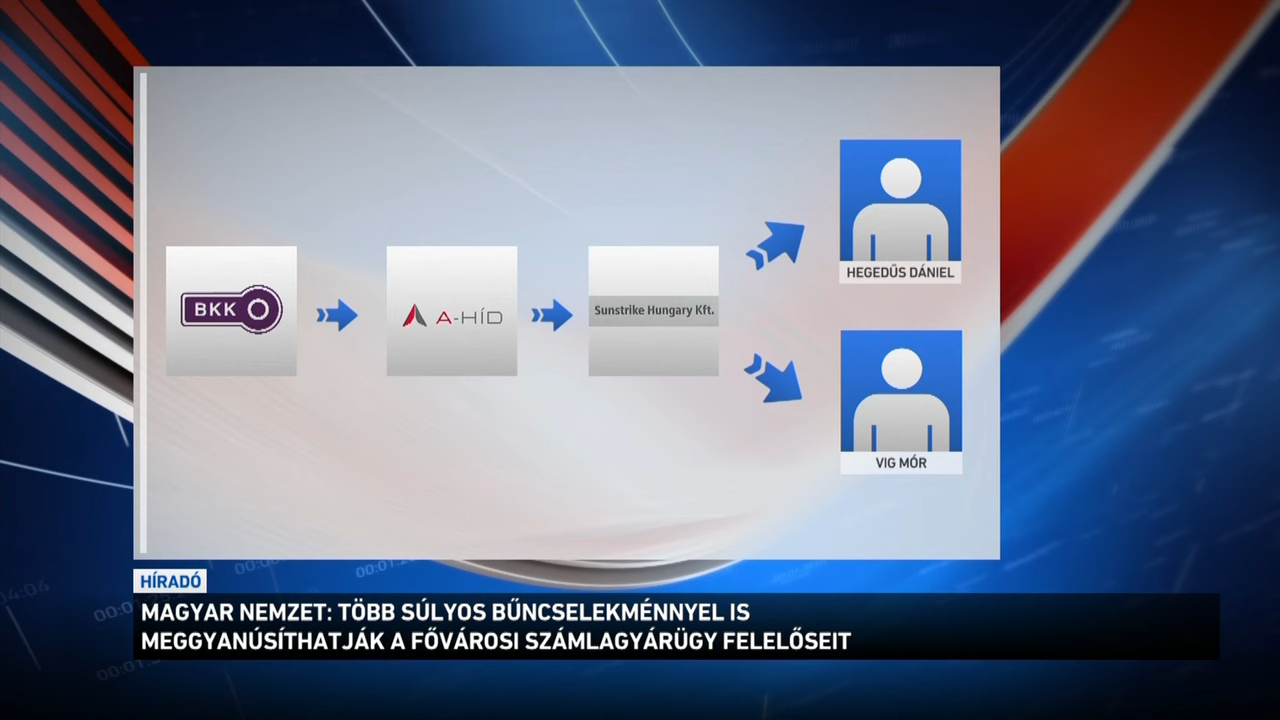 BKK
A-HÍD
Sunstrike Hungary Kft.
HEGEDŰS DÁNIEL
VIG MÓR
HÍRADÓ
MAGYAR NEMZET: TÖBB SÚLYOS BŰNCSELEKMÉNNYEL IS
MEGGYANÚSÍTHATJÁK A FŐVÁROSI SZÁMLAGYÁRÜGY FELELŐSEIT